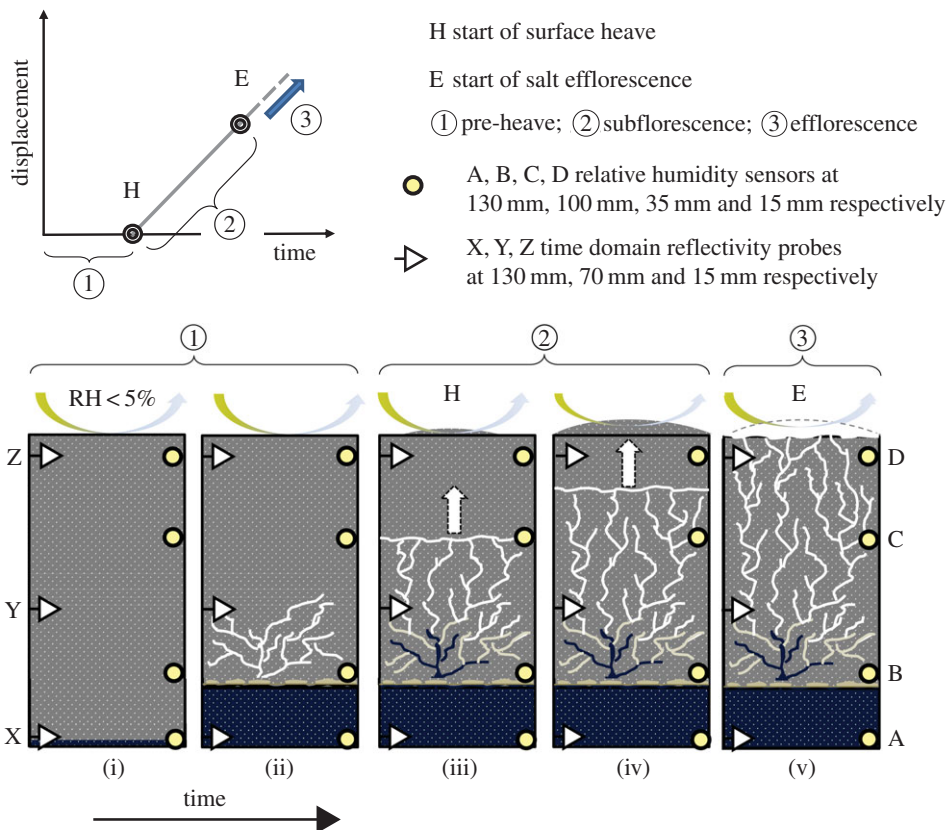 displacement
time
H
E
①
②
③
H start of surface heave
E start of salt efflorescence
① pre-heave; ② subflorescence; ③ efflorescence
A, B, C, D relative humidity sensors at
130 mm, 100 mm, 35 mm and 15 mm respectively
X, Y, Z time domain reflectivity probes
at 130 mm, 70 mm and 15 mm respectively
① ② ③
RH < 5% H E
Z D
C
Y
B
X A
(i) (ii) (iii) (iv) (v)
time